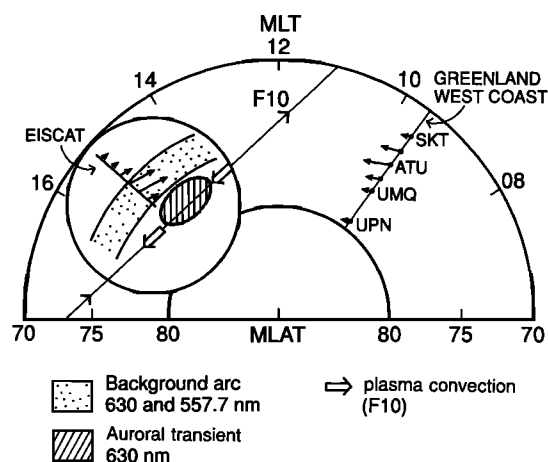 MLT
12
14
10
F10
GREENLAND
WEST COAST
EISCAT
SKT
ATU
16
08
UMQ
UPN
70 75 80 MLAT 80 75 70
Background arc
630 and 557.7 nm
plasma convection
(F10)
Auroral transient
630 nm